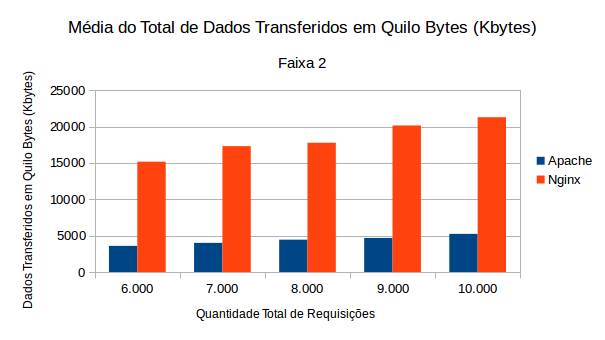 Média do Total de Dados Transferidos em Quilo Bytes (Kbytes)
Faixa 2
Dados Transferidos em Quilo Bytes (Kbytes)
25000
20000
15000
10000
5000
0
6.000 7.000 8.000 9.000 10.000
Quantidade Total de Requisições
Apache
Nginx